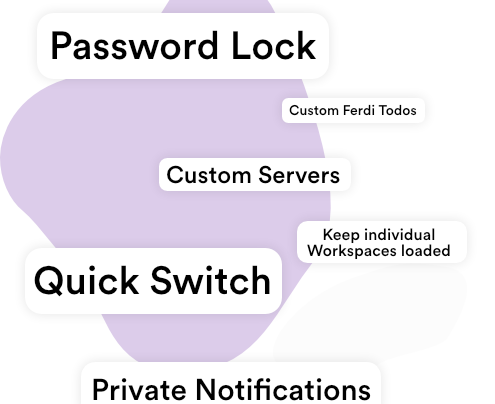 Password Lock
Custom Ferdi Todos
Custom Servers
Keep individual
Workspaces loaded
Quick Switch
Private Notifications